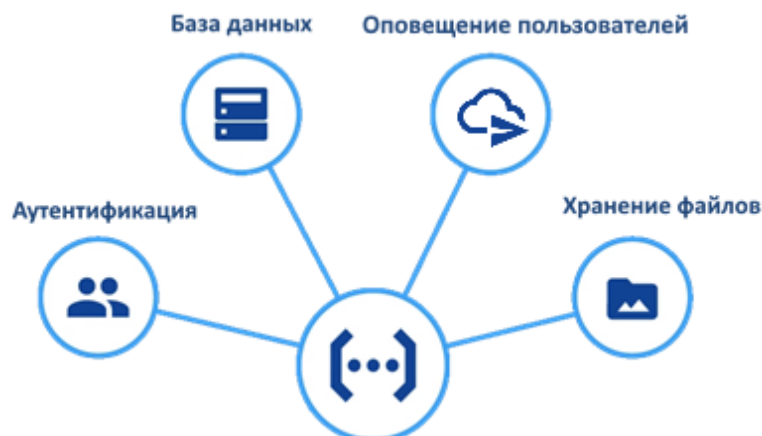 База данных
Оповещение пользователей
Аутентификация
Хранение файлов